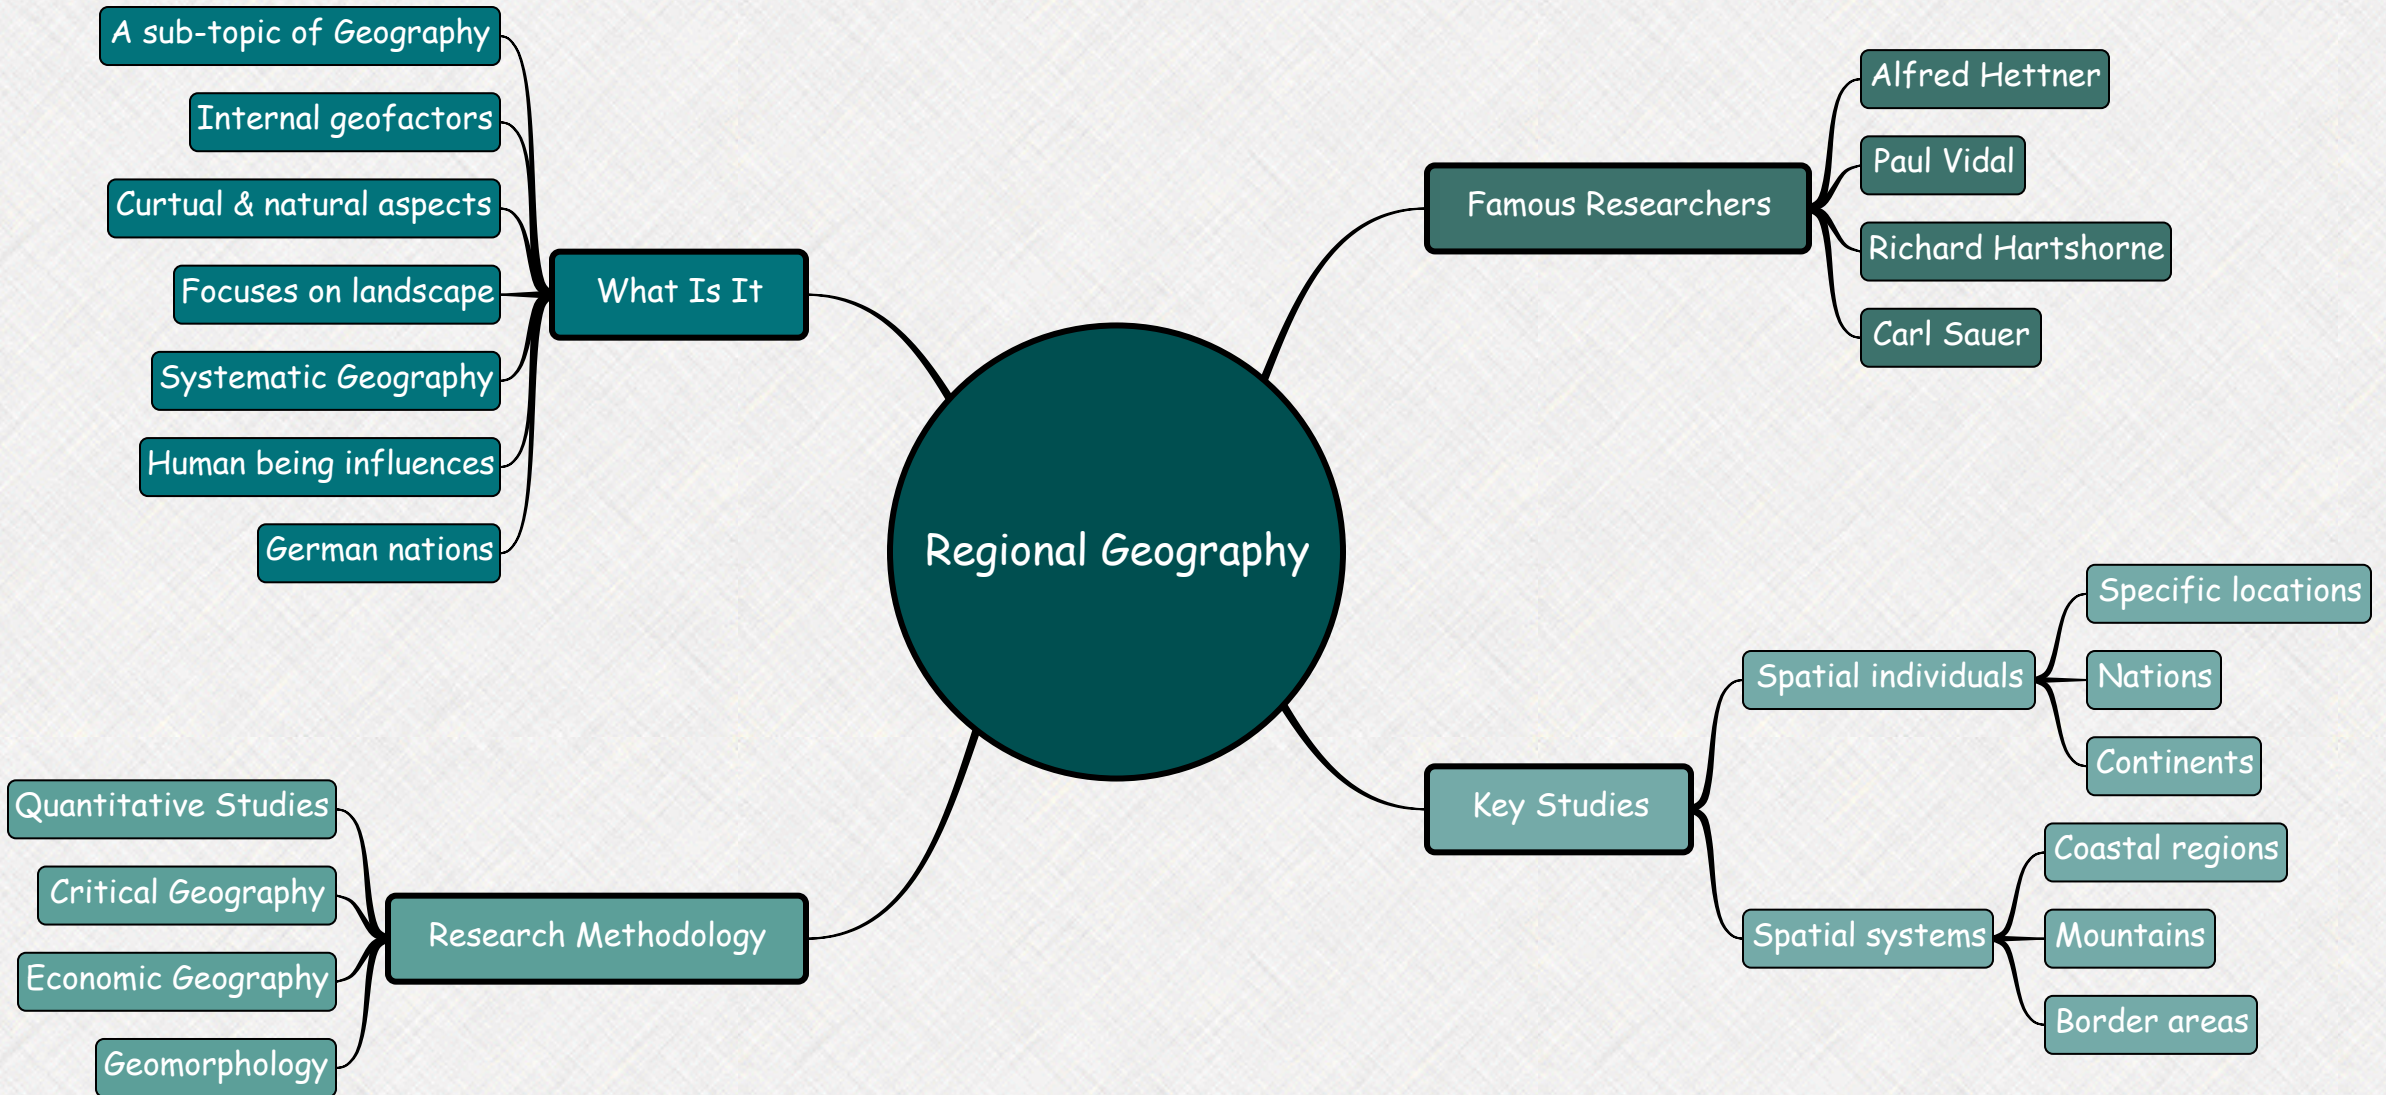 Regional Geography
What Is It
A sub-topic of Geography
Internal geofactors
Curtual & natural aspects
Focuses on landscape
Systematic Geography
Human being influences
German nations
Famous Researchers
Alfred Hettner
Paul Vidal
Richard Hartshorne
Carl Sauer
Key Studies
Spatial individuals
Specific locations
Nations
Continents
Spatial systems
Coastal regions
Mountains
Border areas
Research Methodology
Quantitative Studies
Critical Geography
Economic Geography
Geomorphology